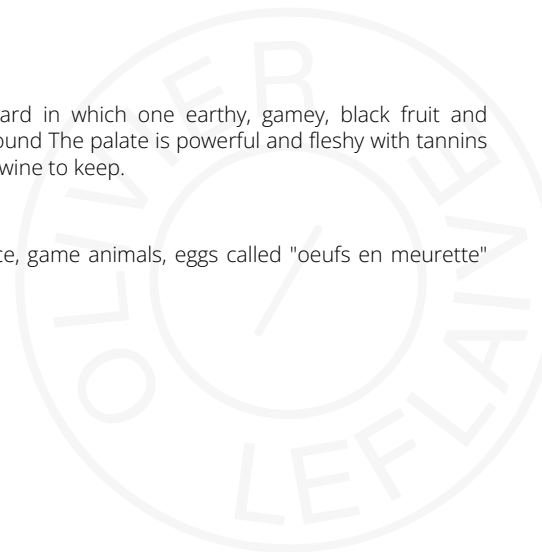 ard in which one earthy, gamey, black fruit and
ound The palate is powerful and fleshy with tannins
wine to keep.
ce, game animals, eggs called "oeufs en meurette"
OLIVIER
LEFLAIVE